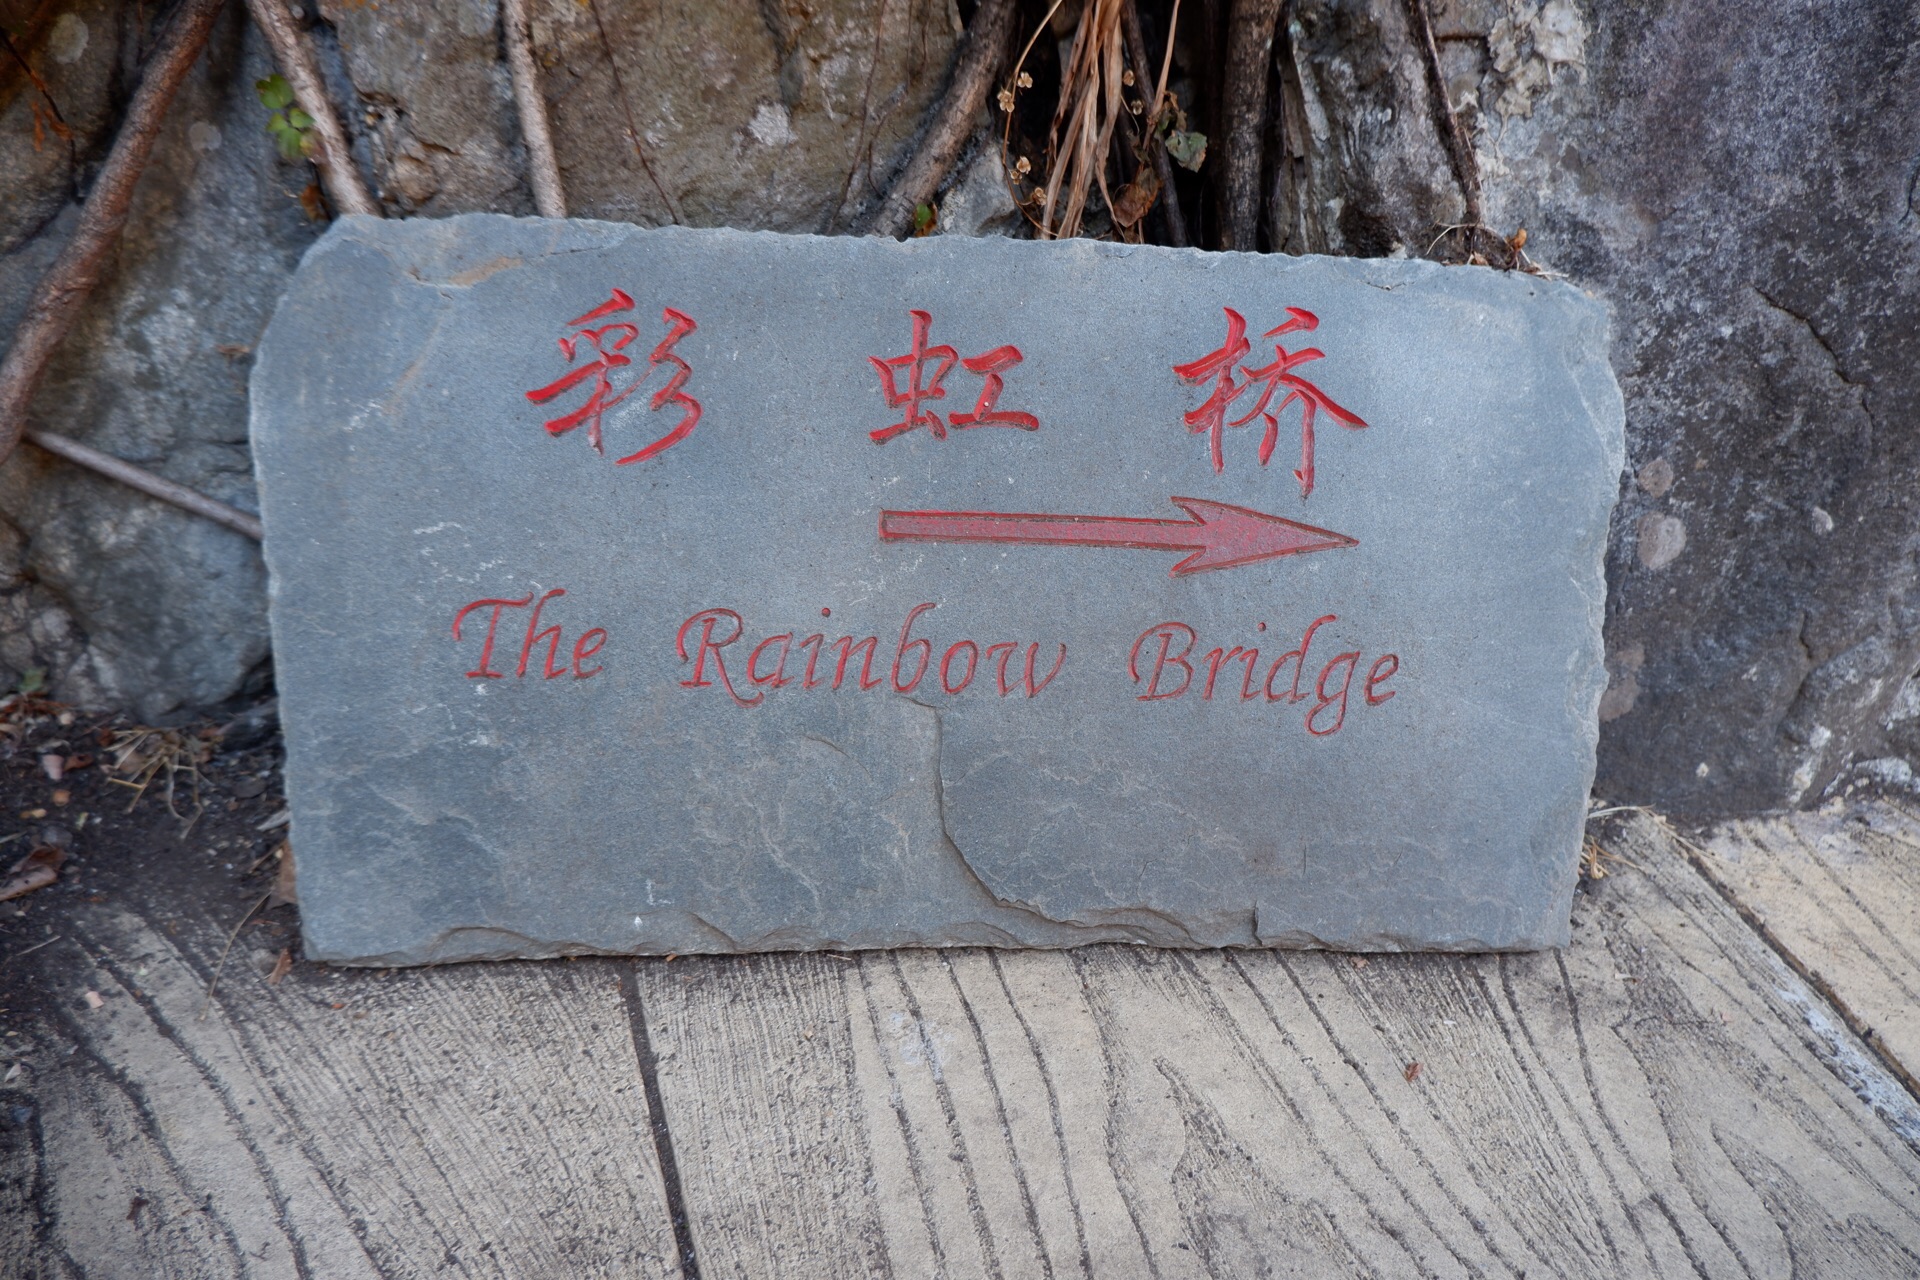 彩虹桥
The Rainbow Bridge